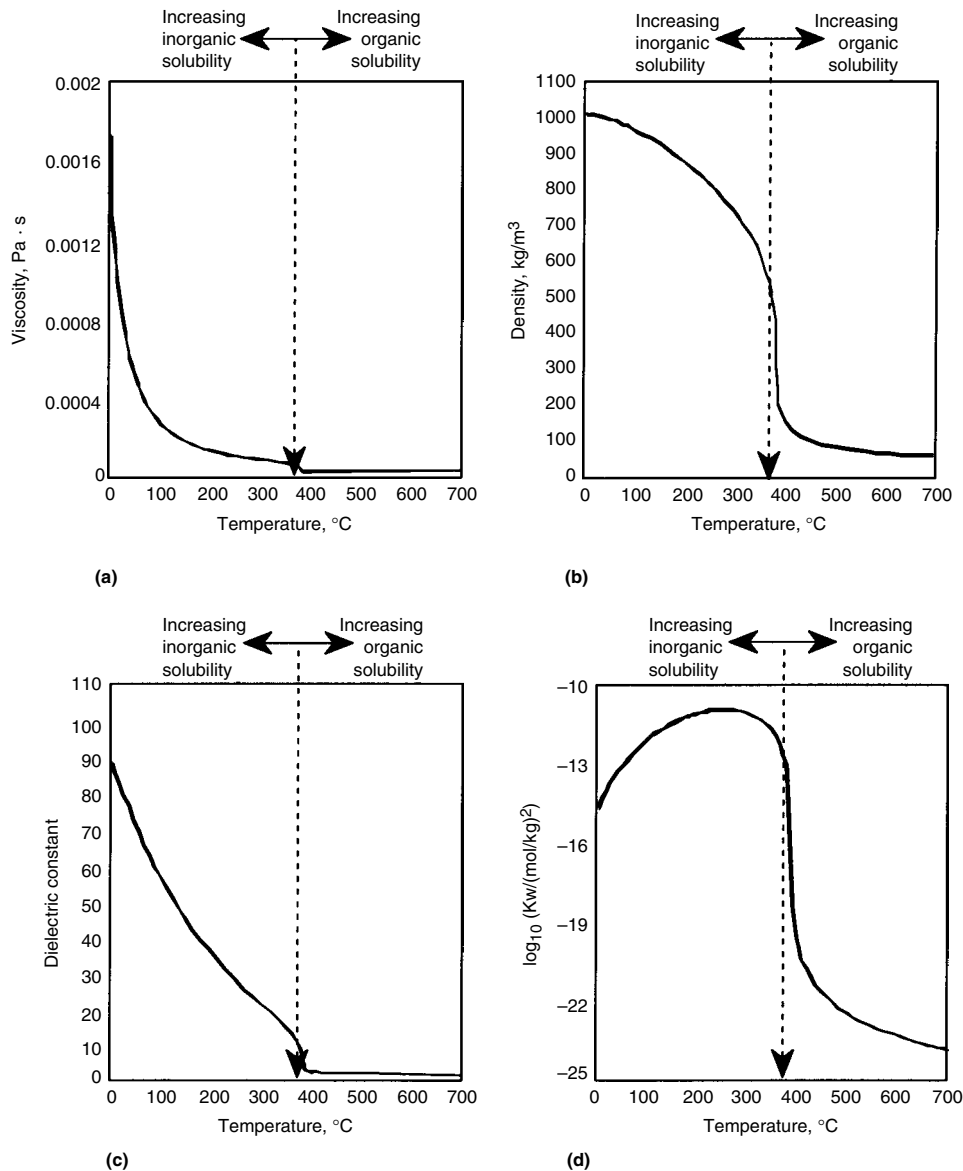 Increasing
inorganic
solubility
Increasing
organic
solubility
0.002
0.0016
0.0012
0.0008
0.0004
0
Viscosity, Pa · s
0 100 200 300 400 500 600 700
Temperature, °C
(a)
Increasing
inorganic
solubility
Increasing
organic
solubility
1100
1000
900
800
700
600
500
400
300
200
100
0
Density, kg/m³
0 100 200 300 400 500 600 700
Temperature, °C
(b)
Increasing
inorganic
solubility
Increasing
organic
solubility
110
100
90
80
70
60
50
40
30
20
10
0
Dielectric constant
0 100 200 300 400 500 600 700
Temperature, °C
(c)
Increasing
inorganic
solubility
Increasing
organic
solubility
–10
–13
–16
–19
–22
–25
log₁₀ (Kw/(mol/kg)²)
0 100 200 300 400 500 600 700
Temperature, °C
(d)